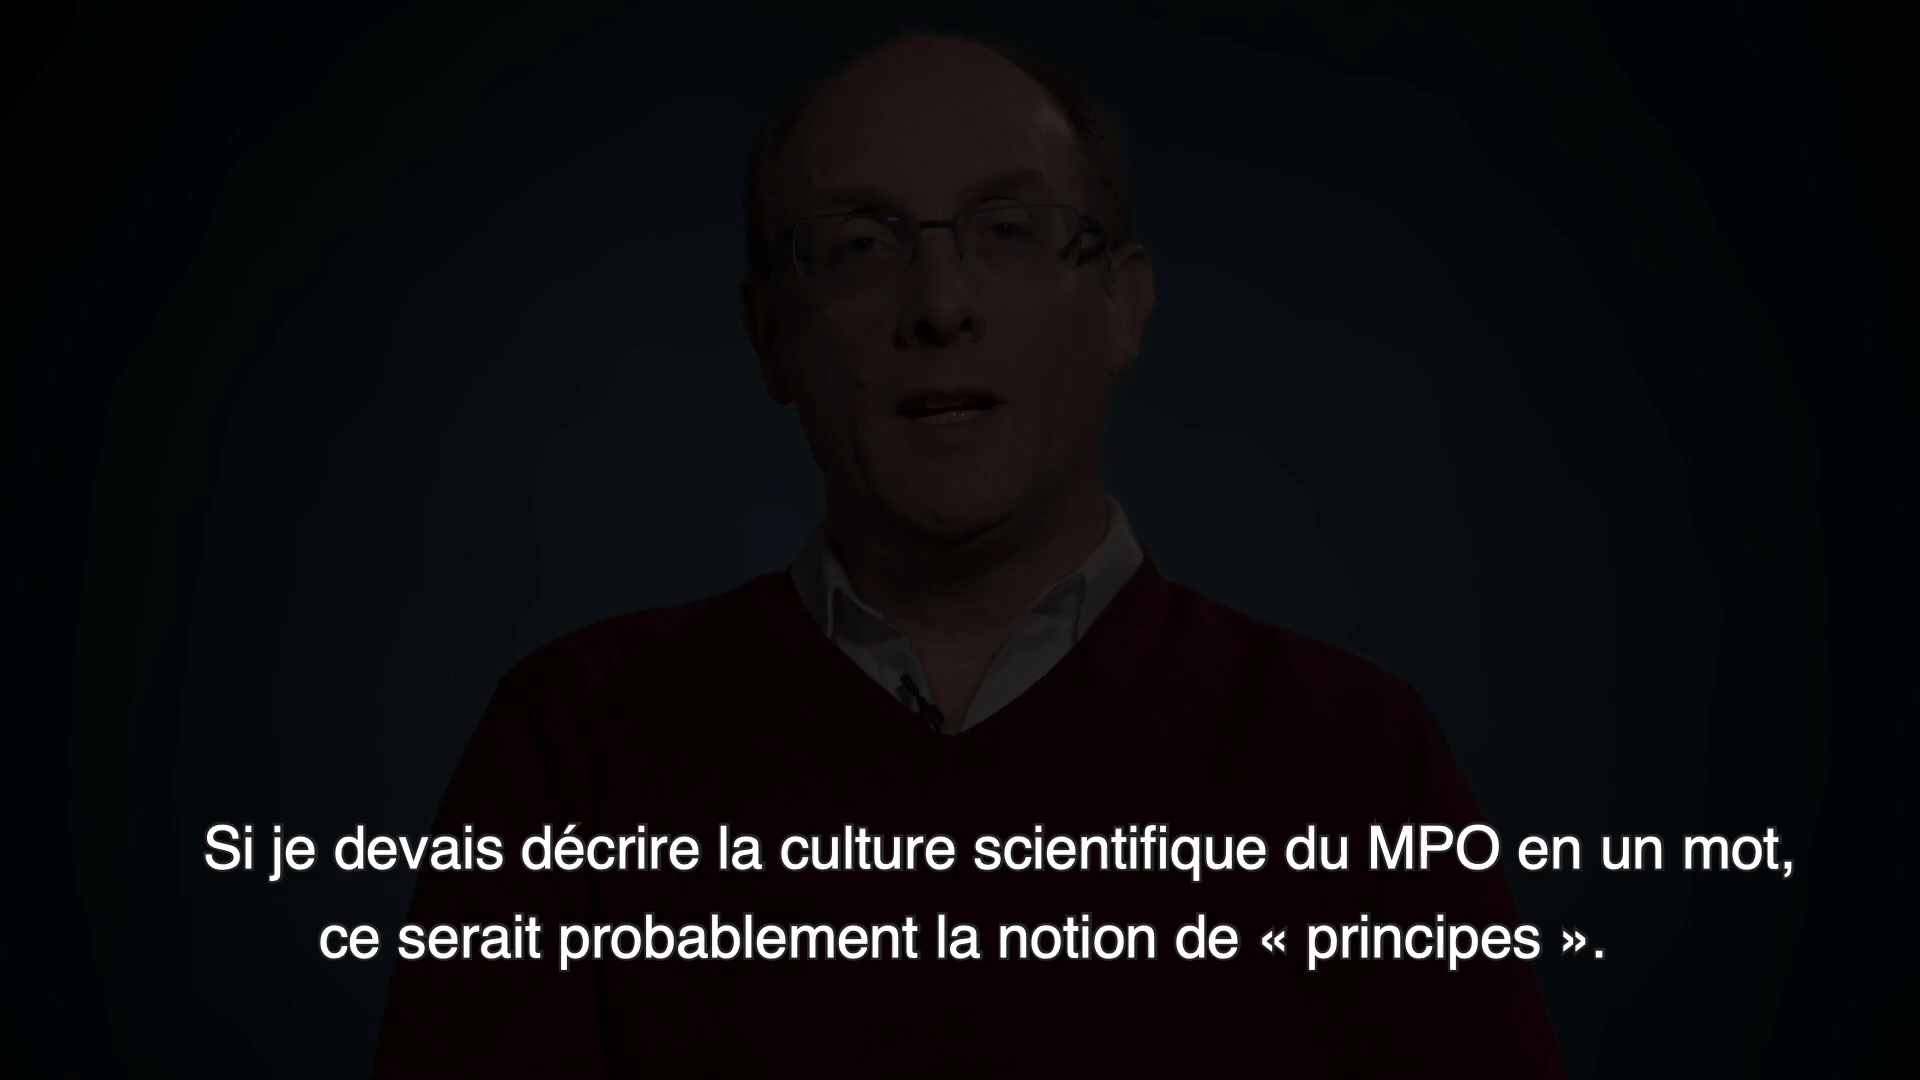 Si je devais décrire la culture scientifique du MPO en un mot,
ce serait probablement la notion de « principes ».